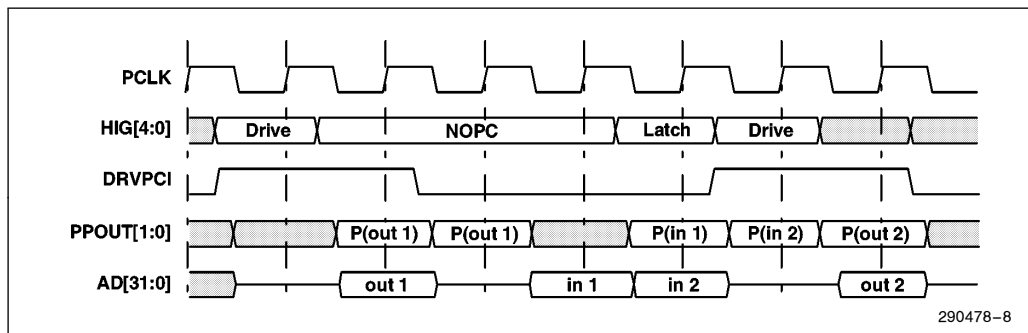 PCLK
HIG[4:0] Drive NOPC Latch Drive
DRVPCI
PPOUT[1:0] P(out 1) P(out 1) P(in 1) P(in 2) P(out 2)
AD[31:0] out 1 in 1 in 2 out 2
290478–8